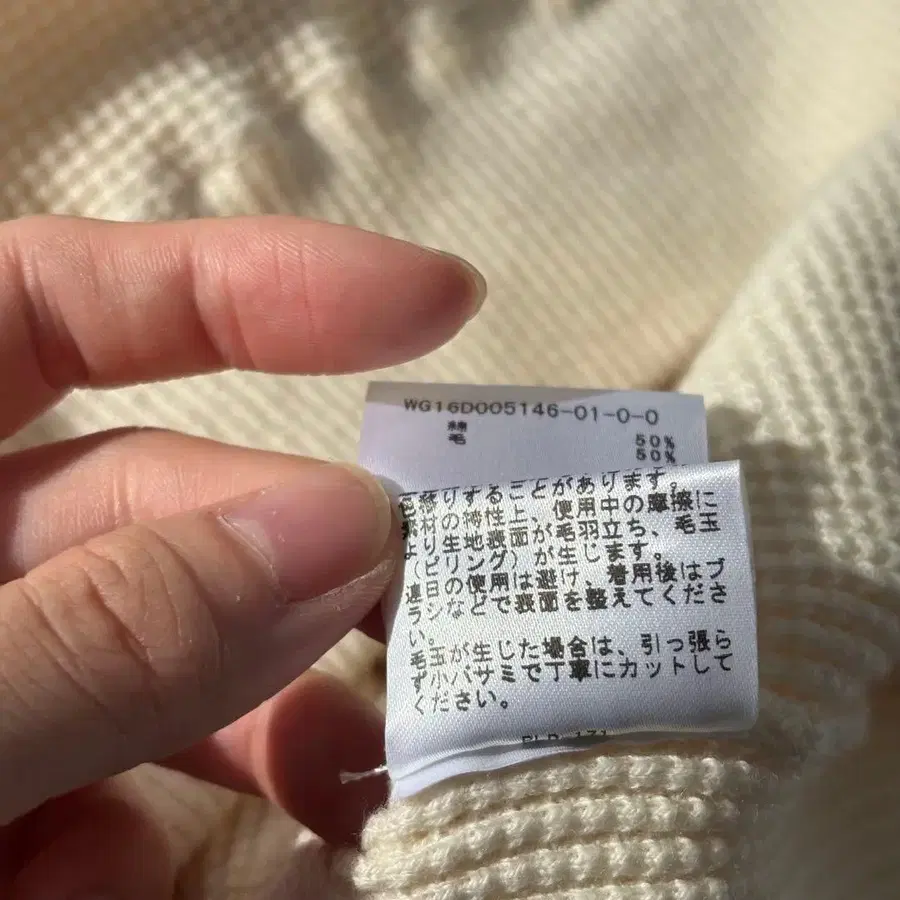 WG16D005146-01-0-0
綿 50%
毛 50%
色移りすることがあります。
素材の特性上、使用中の摩擦に
より生地表面が毛羽立ち、毛玉
(ピリング)が生じます。
連日の使用は避け、着用後はブ
ラシなどで表面を整えてくださ
い。
毛玉が生じた場合は、引っ張ら
ず小バサミで丁寧にカットして
ください。